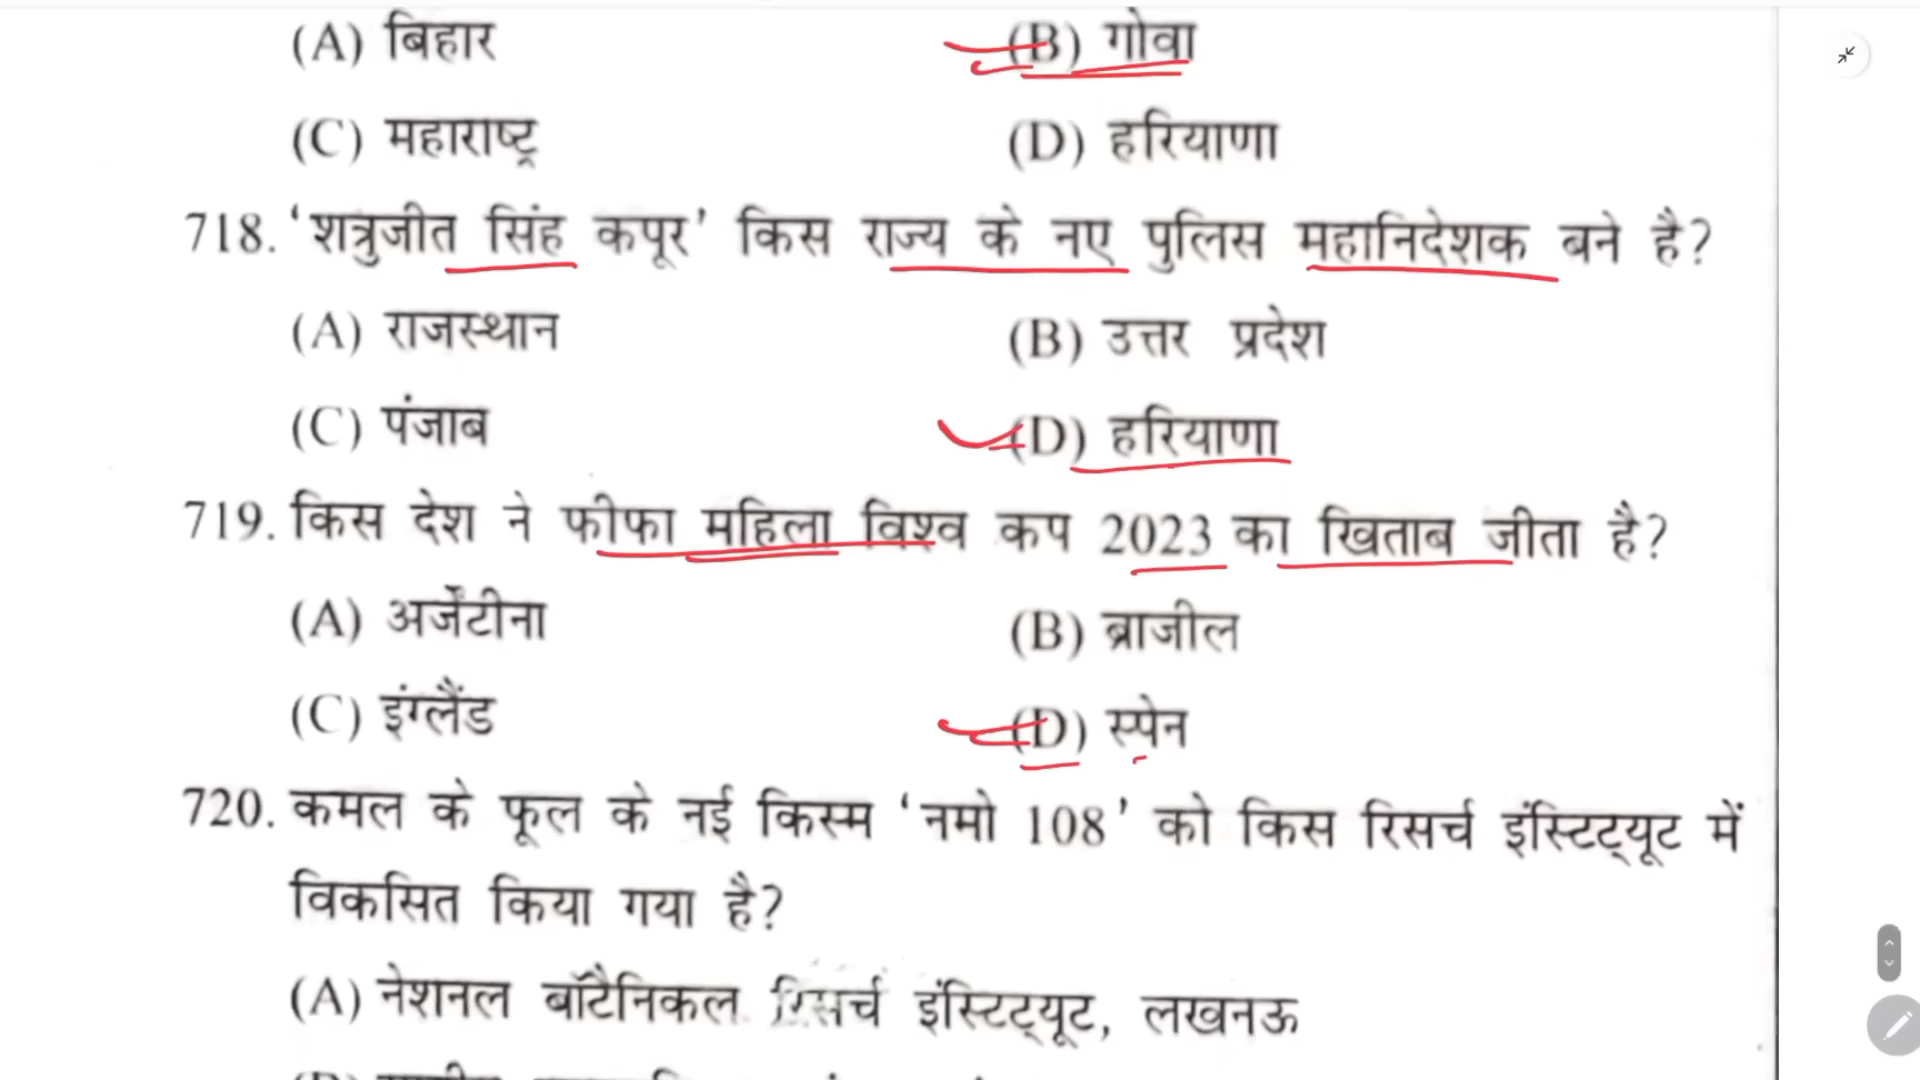 (A) बिहार (B) गोवा
(C) महाराष्ट्र (D) हरियाणा
718. 'शत्रुजीत सिंह कपूर' किस राज्य के नए पुलिस महानिदेशक बने है?
(A) राजस्थान (B) उत्तर प्रदेश
(C) पंजाब (D) हरियाणा
719. किस देश ने फीफा महिला विश्व कप 2023 का खिताब जीता है?
(A) अर्जेंटीना (B) ब्राजील
(C) इंग्लैंड (D) स्पेन
720. कमल के फूल के नई किस्म 'नमो 108' को किस रिसर्च इंस्टिट्यूट में
विकसित किया गया है?
(A) नेशनल बॉटैनिकल रिसर्च इंस्टिट्यूट, लखनऊ